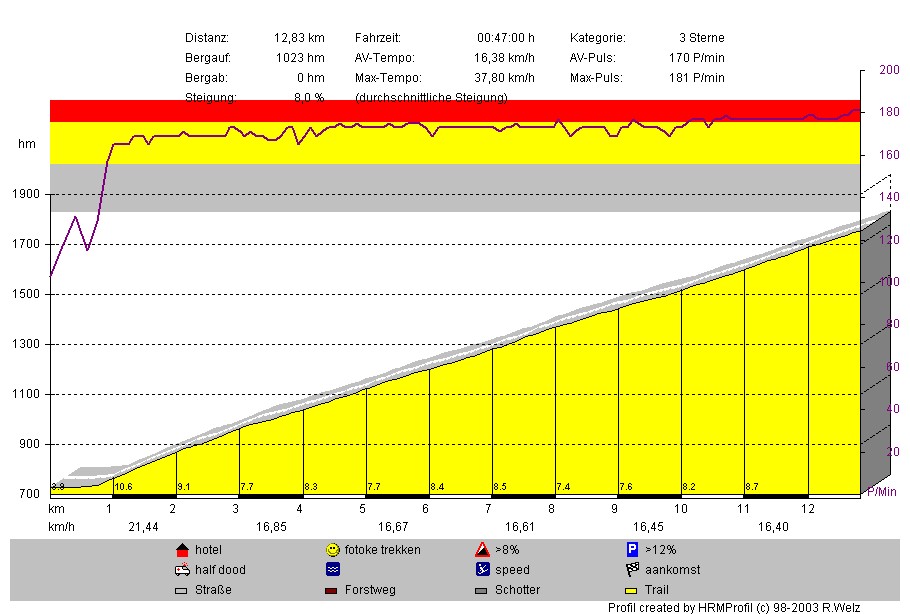 Distanz: 12,83 km Fahrzeit: 00:47:00 h Kategorie: 3 Sterne
Bergauf: 1023 hm AV-Tempo: 16,38 km/h AV-Puls: 170 P/min
Bergab: 0 hm Max-Tempo: 37,80 km/h Max-Puls: 181 P/min
Steigung: 8.0 % (durchschnittliche Steigung)
200
180
hm
160
1900
140
1700
120
1500
100
1300
80
60
1100
40
900
20
3.9 10.6 9.1 7.7 8.3 7.7 8.4 8.5 7.4 7.6 8.2 8.7
700
P/Min
km 1 2 3 4 5 6 7 8 9 10 11 12
km/h 21,44 16,85 16,67 16,61 16,45 16,40
hotel fotoke trekken >8% P >12%
half dood speed aankomst
Straße Forstweg Schotter Trail
Profil created by HRMProfil (c) 98-2003 R.Welz